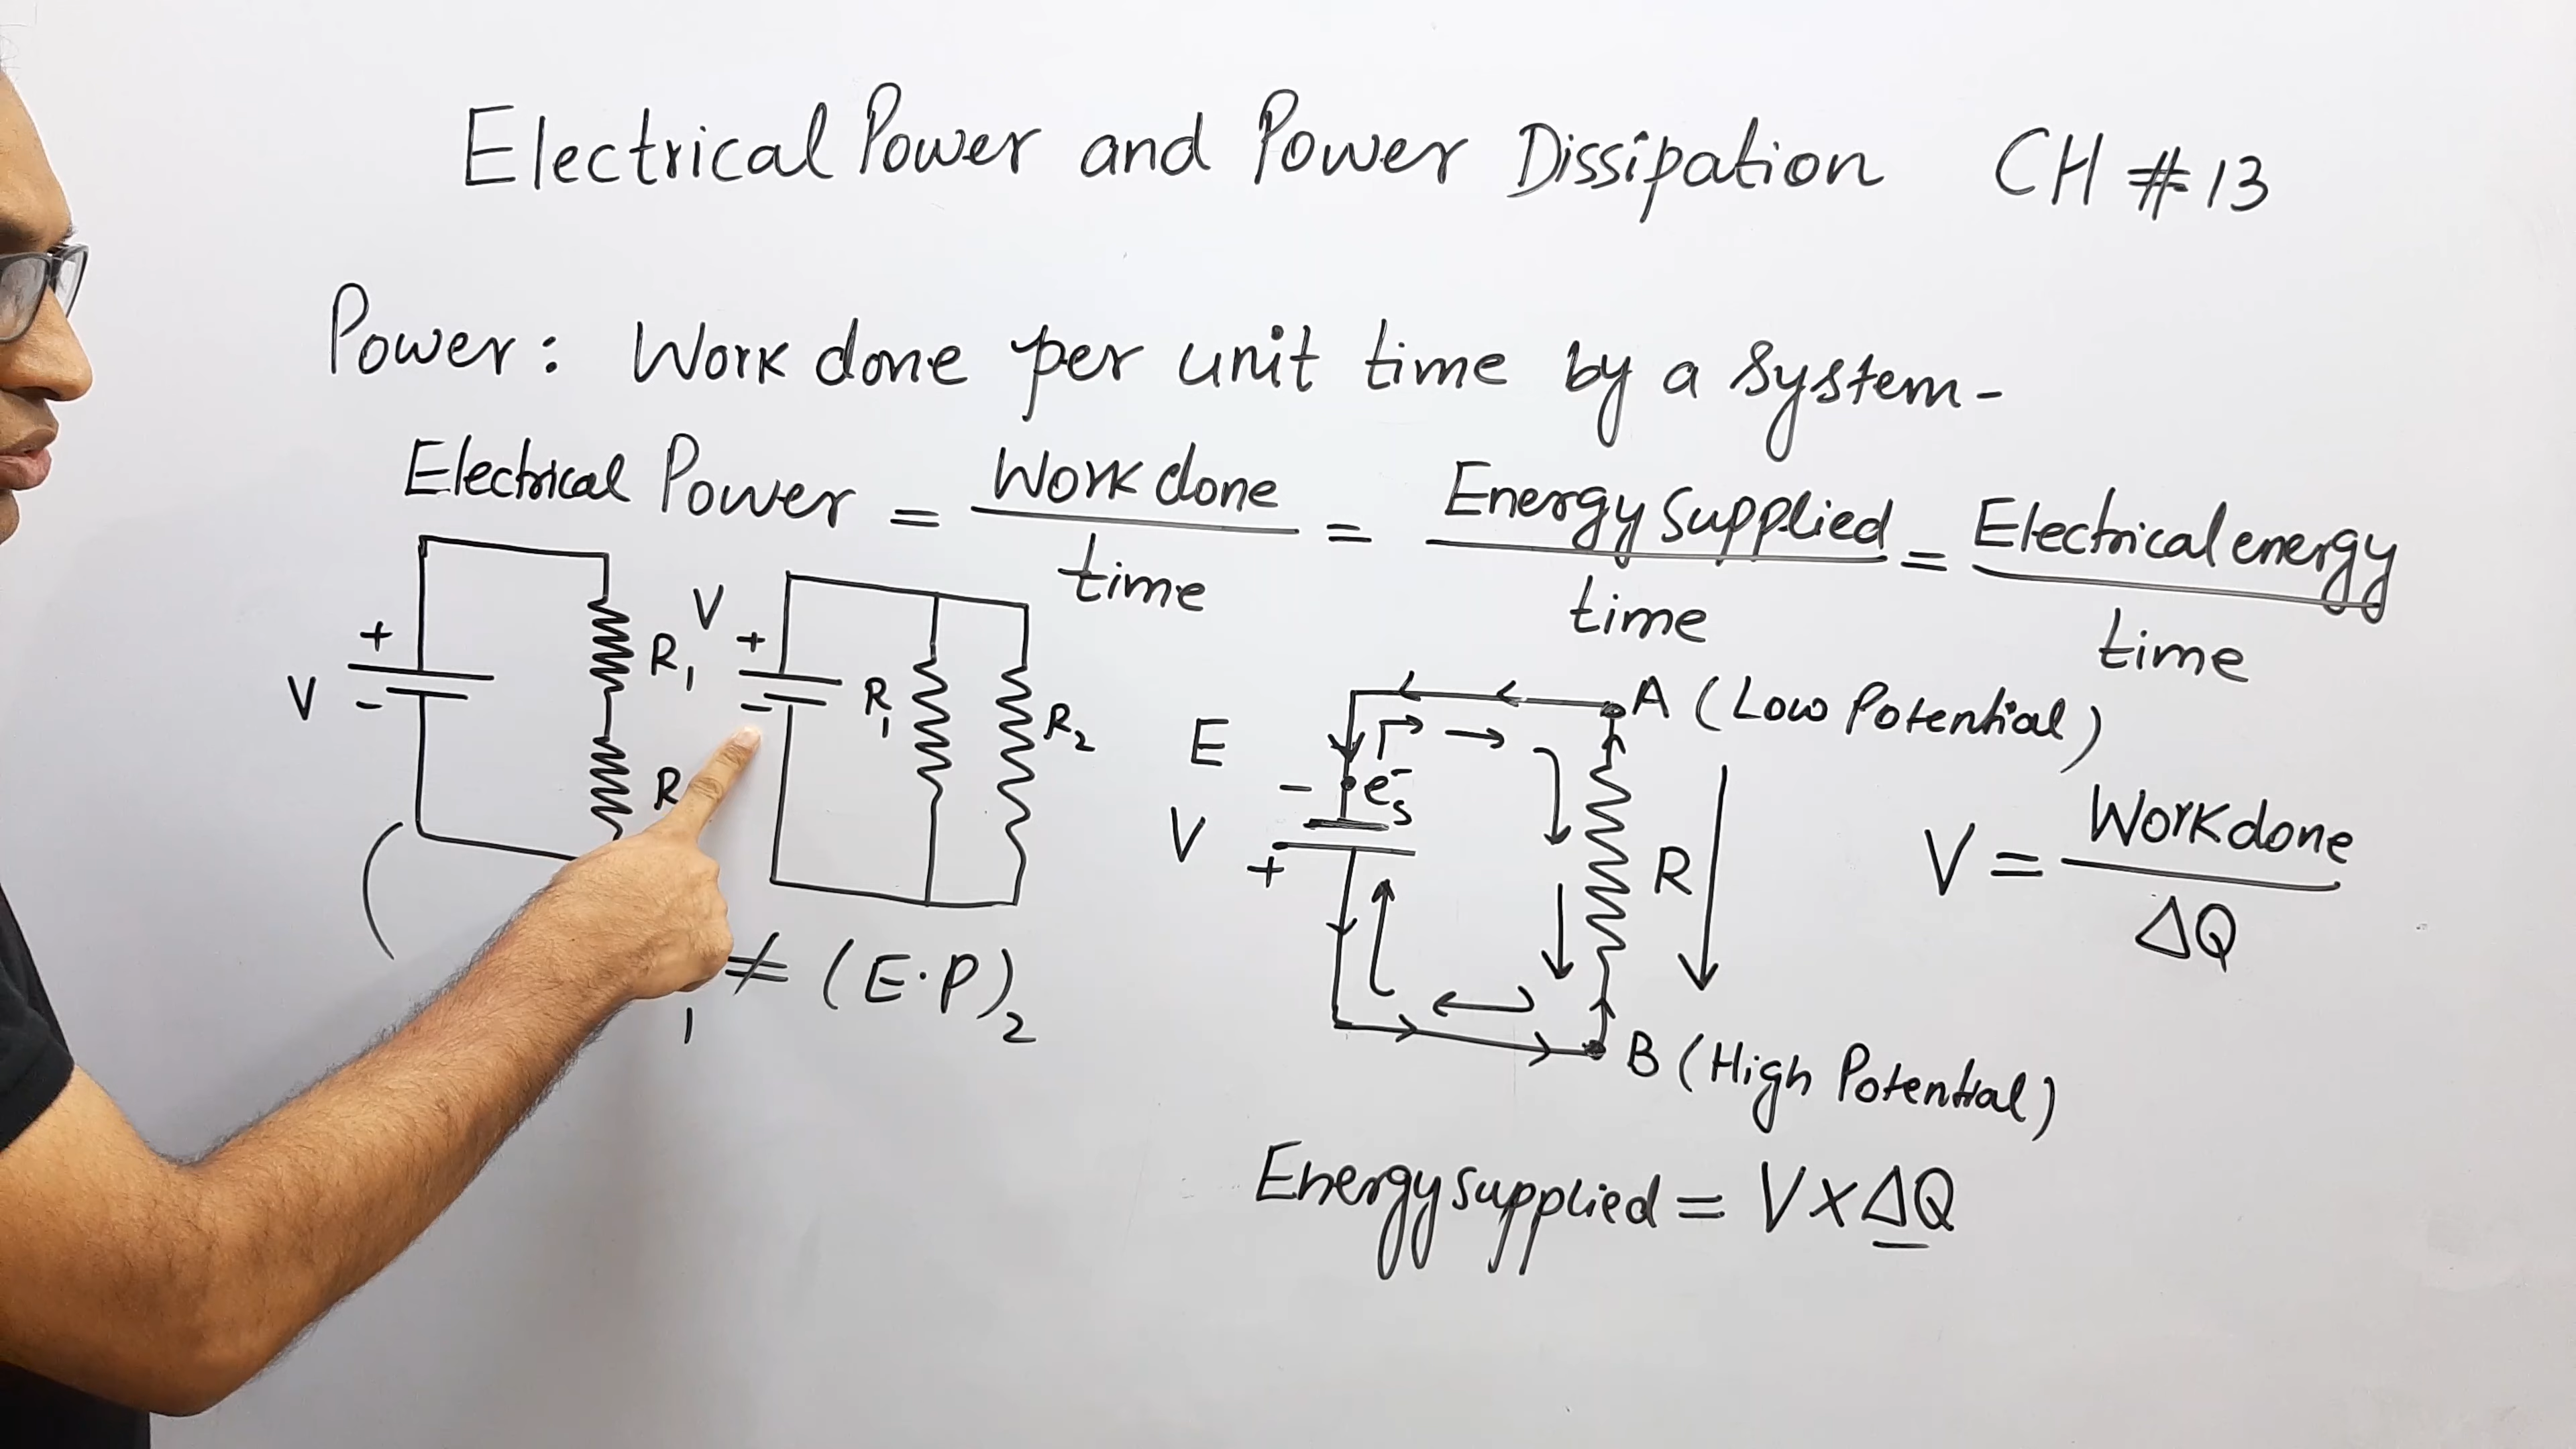 Electrical Power and Power Dissipation CH # 13
Power: Work done per unit time by a system-
Electrical Power = Work done / time = Energy supplied / time = Electrical energy / time
V + - R1 R
V + - R1 R2
( 1 ≠ (E.P)2
E V - + e-s R
A (Low Potential)
B (High Potential)
V = Work done / ΔQ
Energy supplied = V × ΔQ